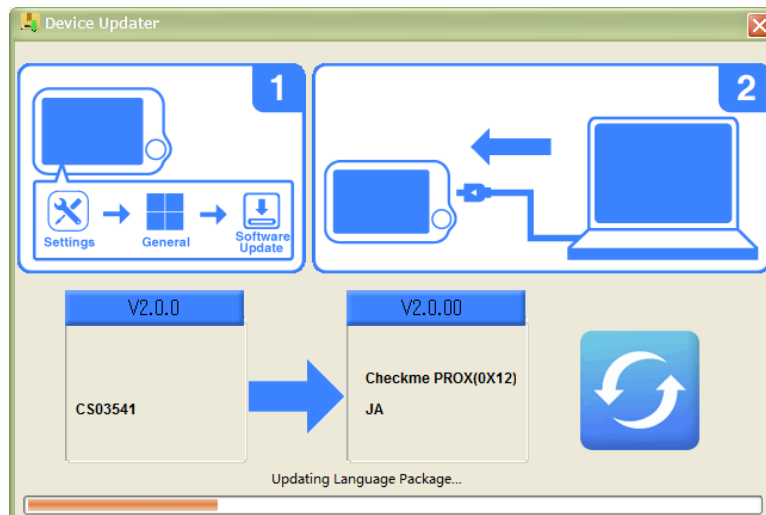 Device Updater
1
Settings
General
Software
Update
2
V2.0.0
CS03541
V2.0.00
Checkme PROX(0X12)
JA
Updating Language Package...